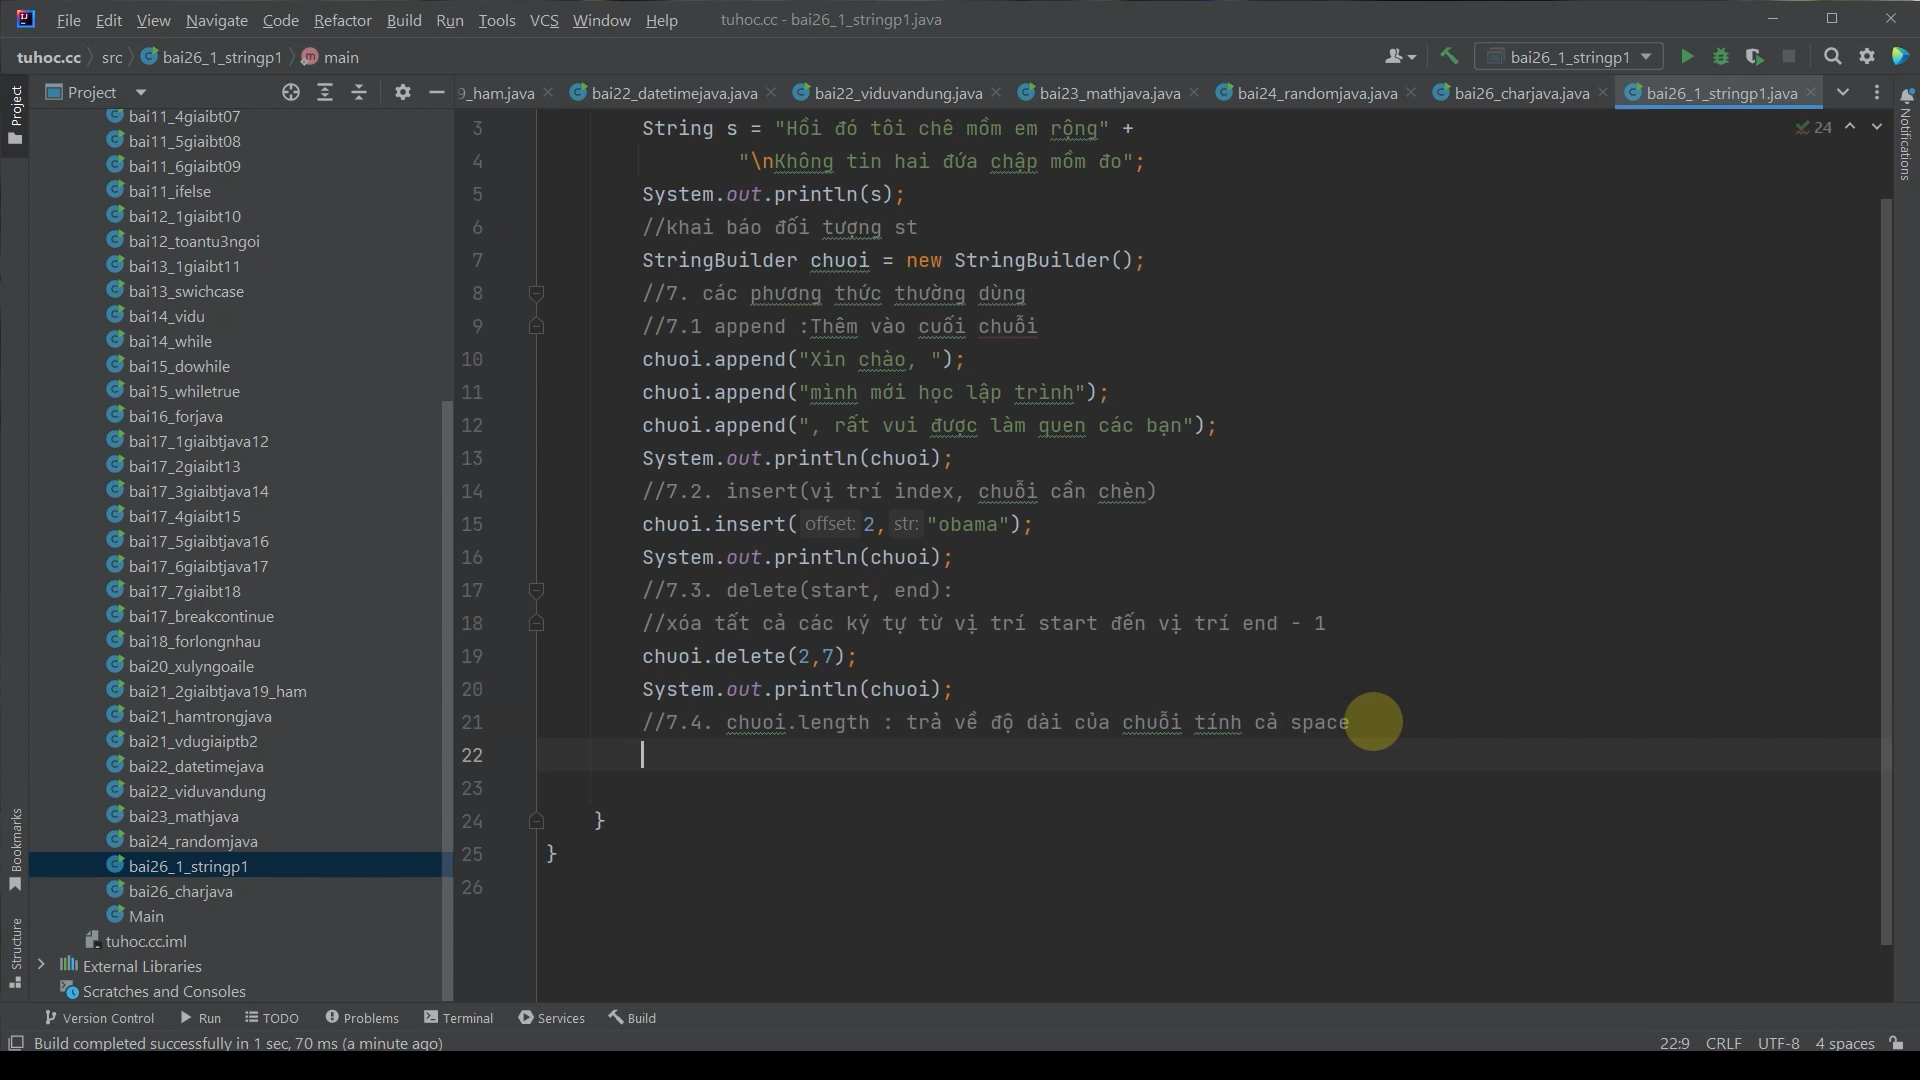 File Edit View Navigate Code Refactor Build Run Tools VCS Window Help tuhoc.cc - bai26_1_stringp1.java
tuhoc.cc src bai26_1_stringp1 main bai26_1_stringp1
Project
Project 9_ham.java bai22_datetimejava.java bai22_viduvandung.java bai23_mathjava.java bai24_randomjava.java bai26_charjava.java bai26_1_stringp1.java
bai11_4giaibt07
bai11_5giaibt08
bai11_6giaibt09
bai11_ifelse
bai12_1giaibt10
bai12_toantu3ngoi
bai13_1giaibt11
bai13_swichcase
bai14_vidu
bai14_while
bai15_dowhile
bai15_whiletrue
bai16_forjava
bai17_1giaibtjava12
bai17_2giaibt13
bai17_3giaibtjava14
bai17_4giaibt15
bai17_5giaibtjava16
bai17_6giaibtjava17
bai17_7giaibt18
bai17_breakcontinue
bai18_forlongnhau
bai20_xulyngoaile
bai21_2giaibtjava19_ham
bai21_hamtrongjava
bai21_vdugiaiptb2
bai22_datetimejava
bai22_viduvandung
bai23_mathjava
bai24_randomjava
bai26_1_stringp1
bai26_charjava
Main
tuhoc.cc.iml
External Libraries
Scratches and Consoles
Bookmarks
Structure
3 String s = "Hồi đó tôi chê mồm em rộng" +
4 "\nKhông tin hai đứa chập mồm đo";
5 System.out.println(s);
6 //khai báo đối tượng st
7 StringBuilder chuoi = new StringBuilder();
8 //7. các phương thức thường dùng
9 //7.1 append :Thêm vào cuối chuỗi
10 chuoi.append("Xin chào, ");
11 chuoi.append("mình mới học lập trình");
12 chuoi.append(", rất vui được làm quen các bạn");
13 System.out.println(chuoi);
14 //7.2. insert(vị trí index, chuỗi cần chèn)
15 chuoi.insert( offset: 2, str: "obama");
16 System.out.println(chuoi);
17 //7.3. delete(start, end):
18 //xóa tất cả các ký tự từ vị trí start đến vị trí end - 1
19 chuoi.delete(2,7);
20 System.out.println(chuoi);
21 //7.4. chuoi.length : trả về độ dài của chuỗi tính cả space
22
23
24 }
25 }
26
24
Notifications
Version Control Run TODO Problems Terminal Services Build
Build completed successfully in 1 sec, 70 ms (a minute ago) 22:9 CRLF UTF-8 4 spaces